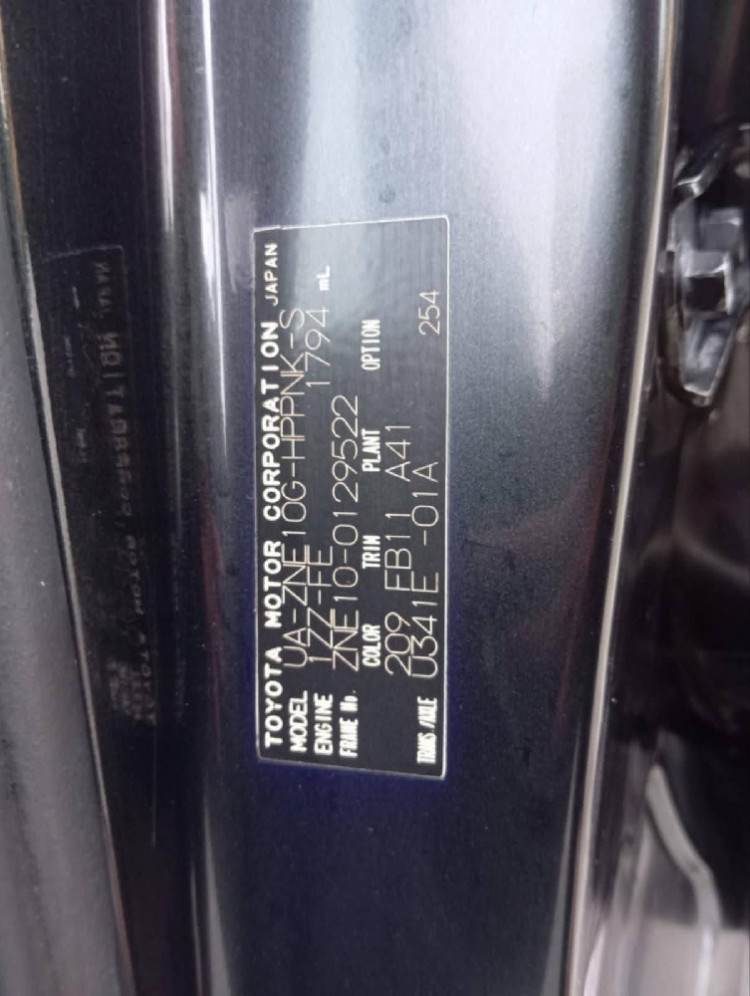 TOYOTA MOTOR CORPORATION JAPAN
MODEL UA-ZNE10G-HPPNK-S
ENGINE 1ZZ-FE 1794 mL
FRAME No. ZNE10-0129522
COLOR TRIM PLANT OPTION
209 FB11 A41 254
TRANS/AXLE U341E -01A